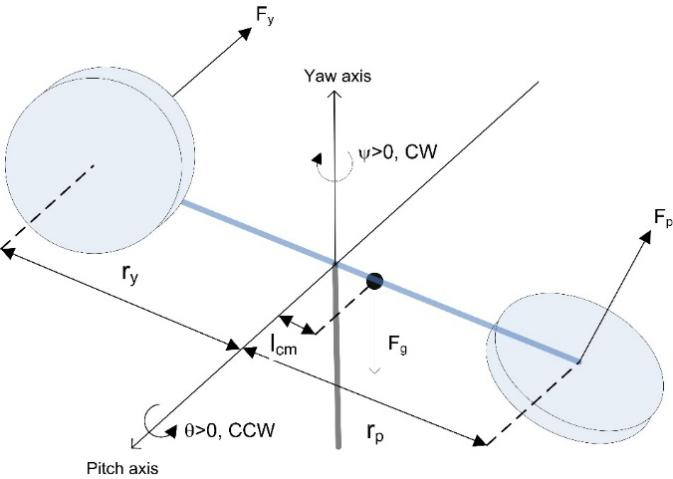 Fy
Yaw axis
ψ>0, CW
Fp
ry
lcm
Fg
θ>0, CCW
rp
Pitch axis